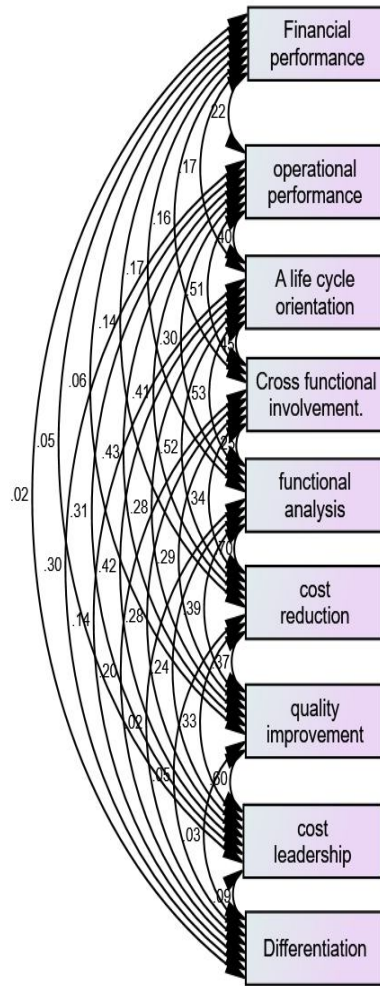 Financial
performance
.22
operational
performance
.17
.40
A life cycle
orientation
.16
.51
.17
.14
.30
.45
Cross functional
involvement.
.06
.41
.53
.05
.43
.52
.25
functional
analysis
.02
.31
.28
.34
.70
.30
.42
.29
cost
reduction
.14
.28
.39
.20
.24
.37
.02
.33
quality
improvement
.05
.60
.03
cost
leadership
.09
Differentiation